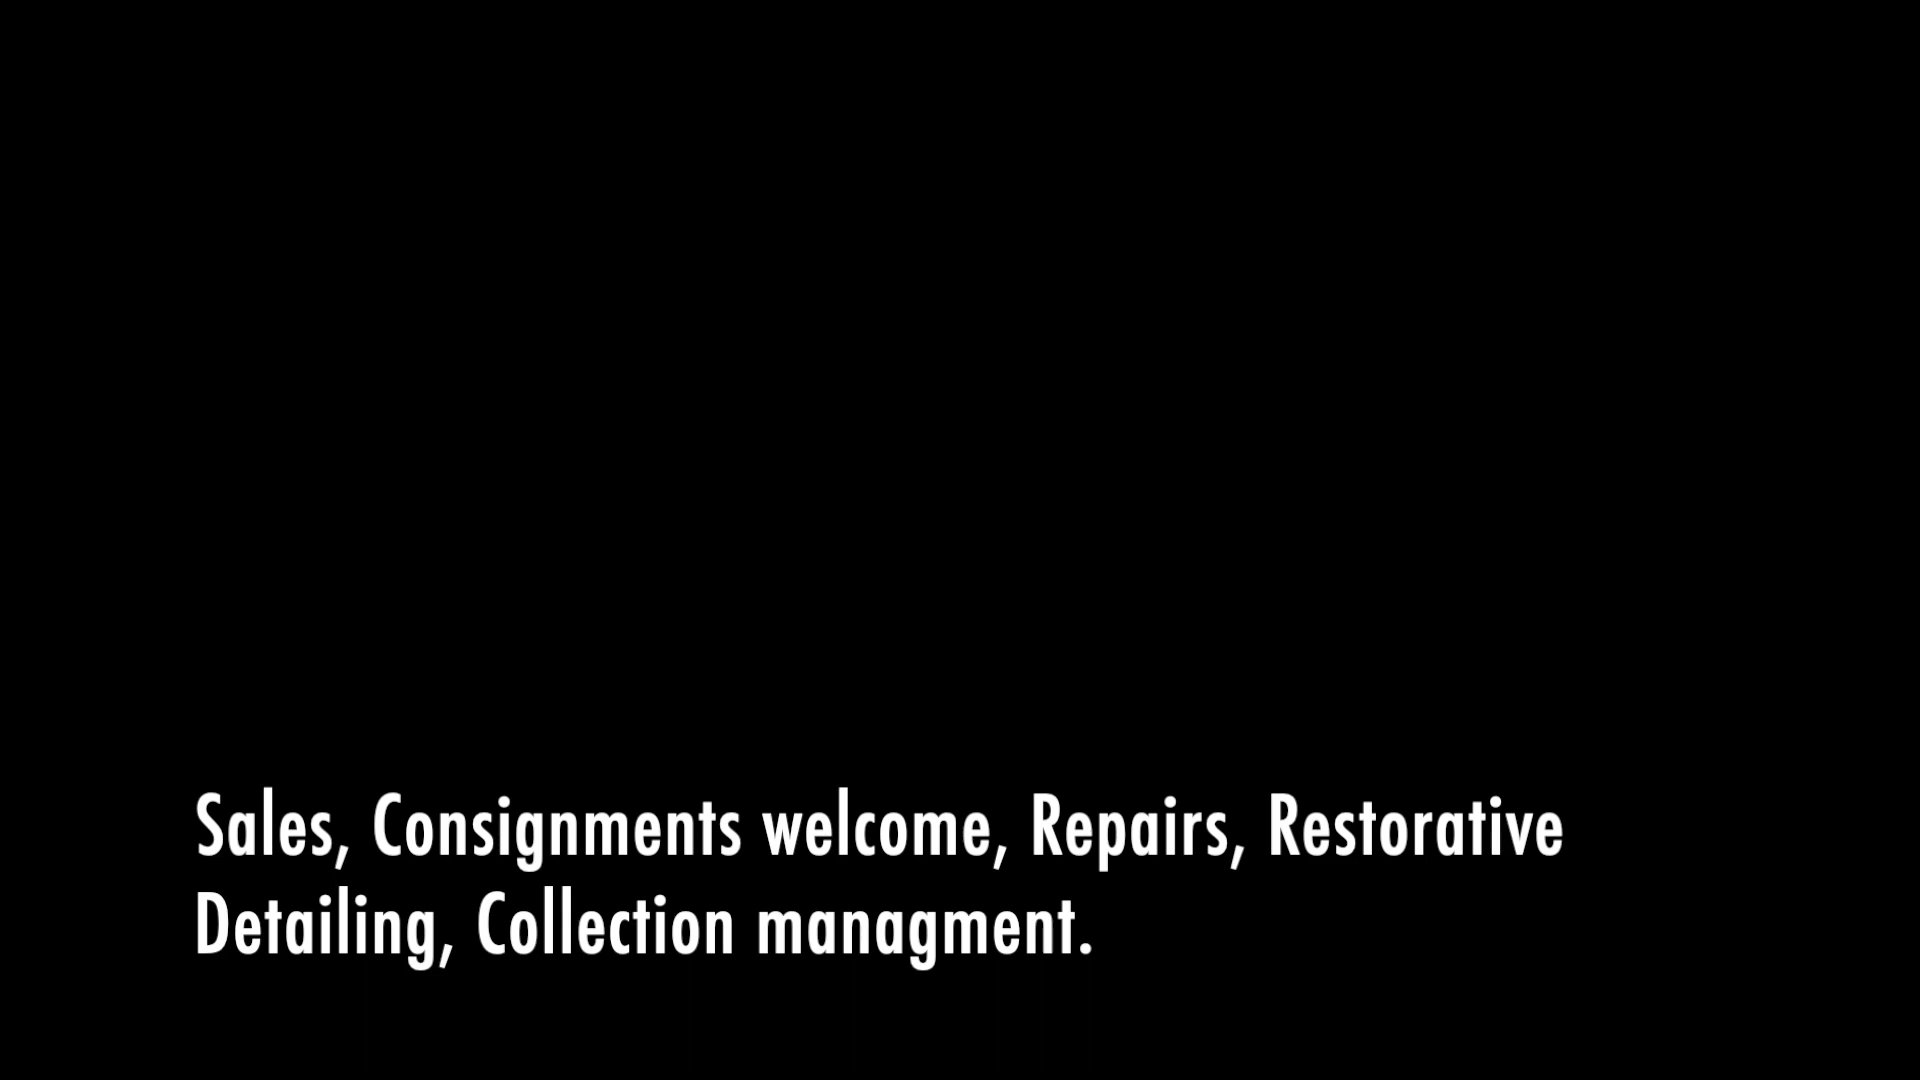 Sales, Consignments welcome, Repairs, Restorative
Detailing, Collection managment.